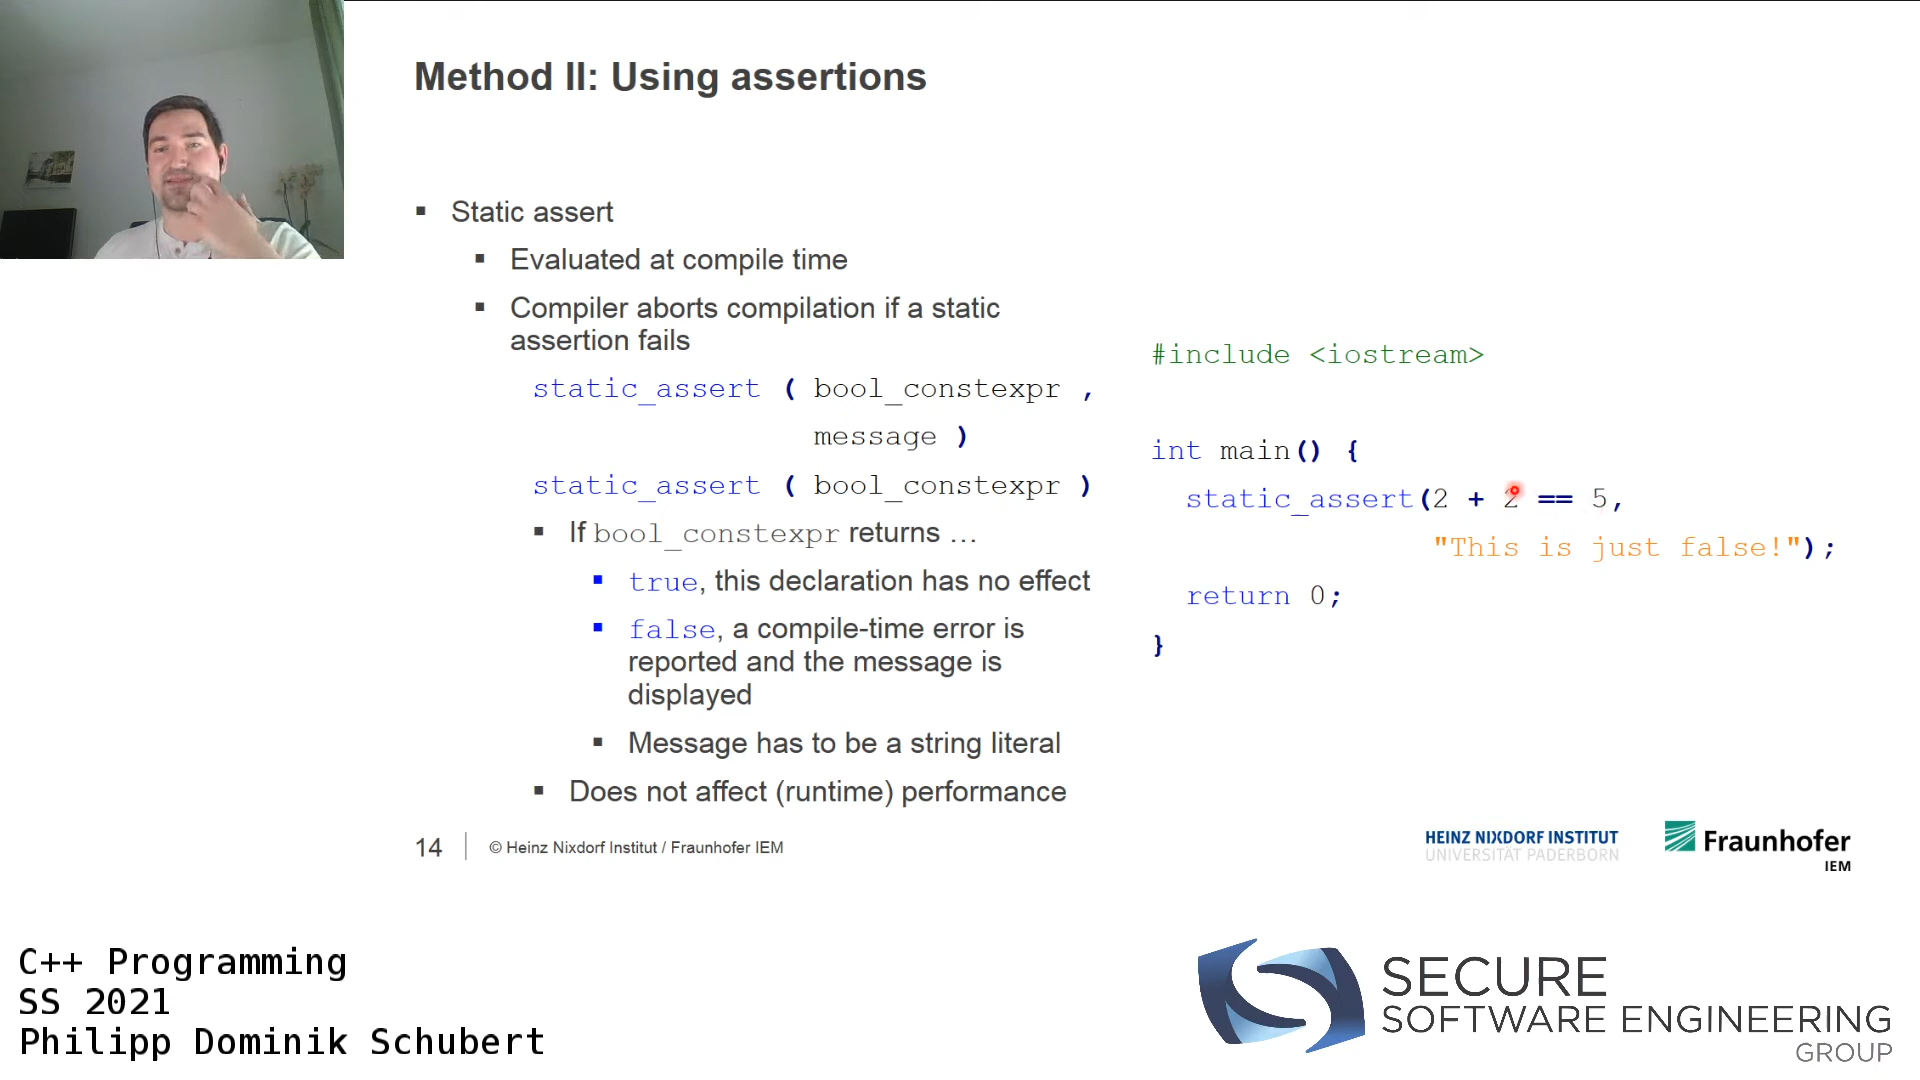 Method II: Using assertions
▪ Static assert
▪ Evaluated at compile time
▪ Compiler aborts compilation if a static
assertion fails
static_assert ( bool_constexpr ,
message )
static_assert ( bool_constexpr )
▪ If bool_constexpr returns …
▪ true, this declaration has no effect
▪ false, a compile-time error is
reported and the message is
displayed
▪ Message has to be a string literal
▪ Does not affect (runtime) performance
#include <iostream>
int main() {
static_assert(2 + 2 == 5,
"This is just false!");
return 0;
}
14 © Heinz Nixdorf Institut / Fraunhofer IEM
HEINZ NIXDORF INSTITUT
UNIVERSITÄT PADERBORN
Fraunhofer
IEM
C++ Programming
SS 2021
Philipp Dominik Schubert
SECURE
SOFTWARE ENGINEERING
GROUP